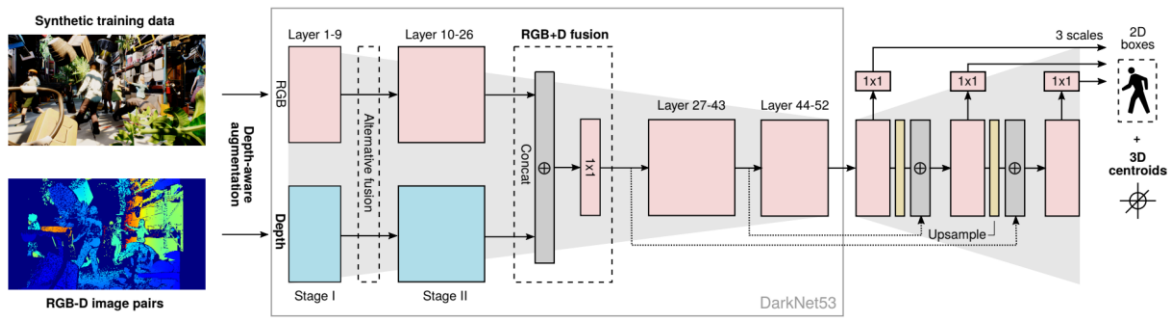 Synthetic training data
RGB-D image pairs
Depth-aware
augmentation
RGB
Depth
Layer 1-9
Stage I
Alternative fusion
Layer 10-26
Stage II
RGB+D fusion
Concat
1x1
Layer 27-43
Layer 44-52
DarkNet53
1x1
1x1
1x1
Upsample
3 scales
2D
boxes
+
3D
centroids